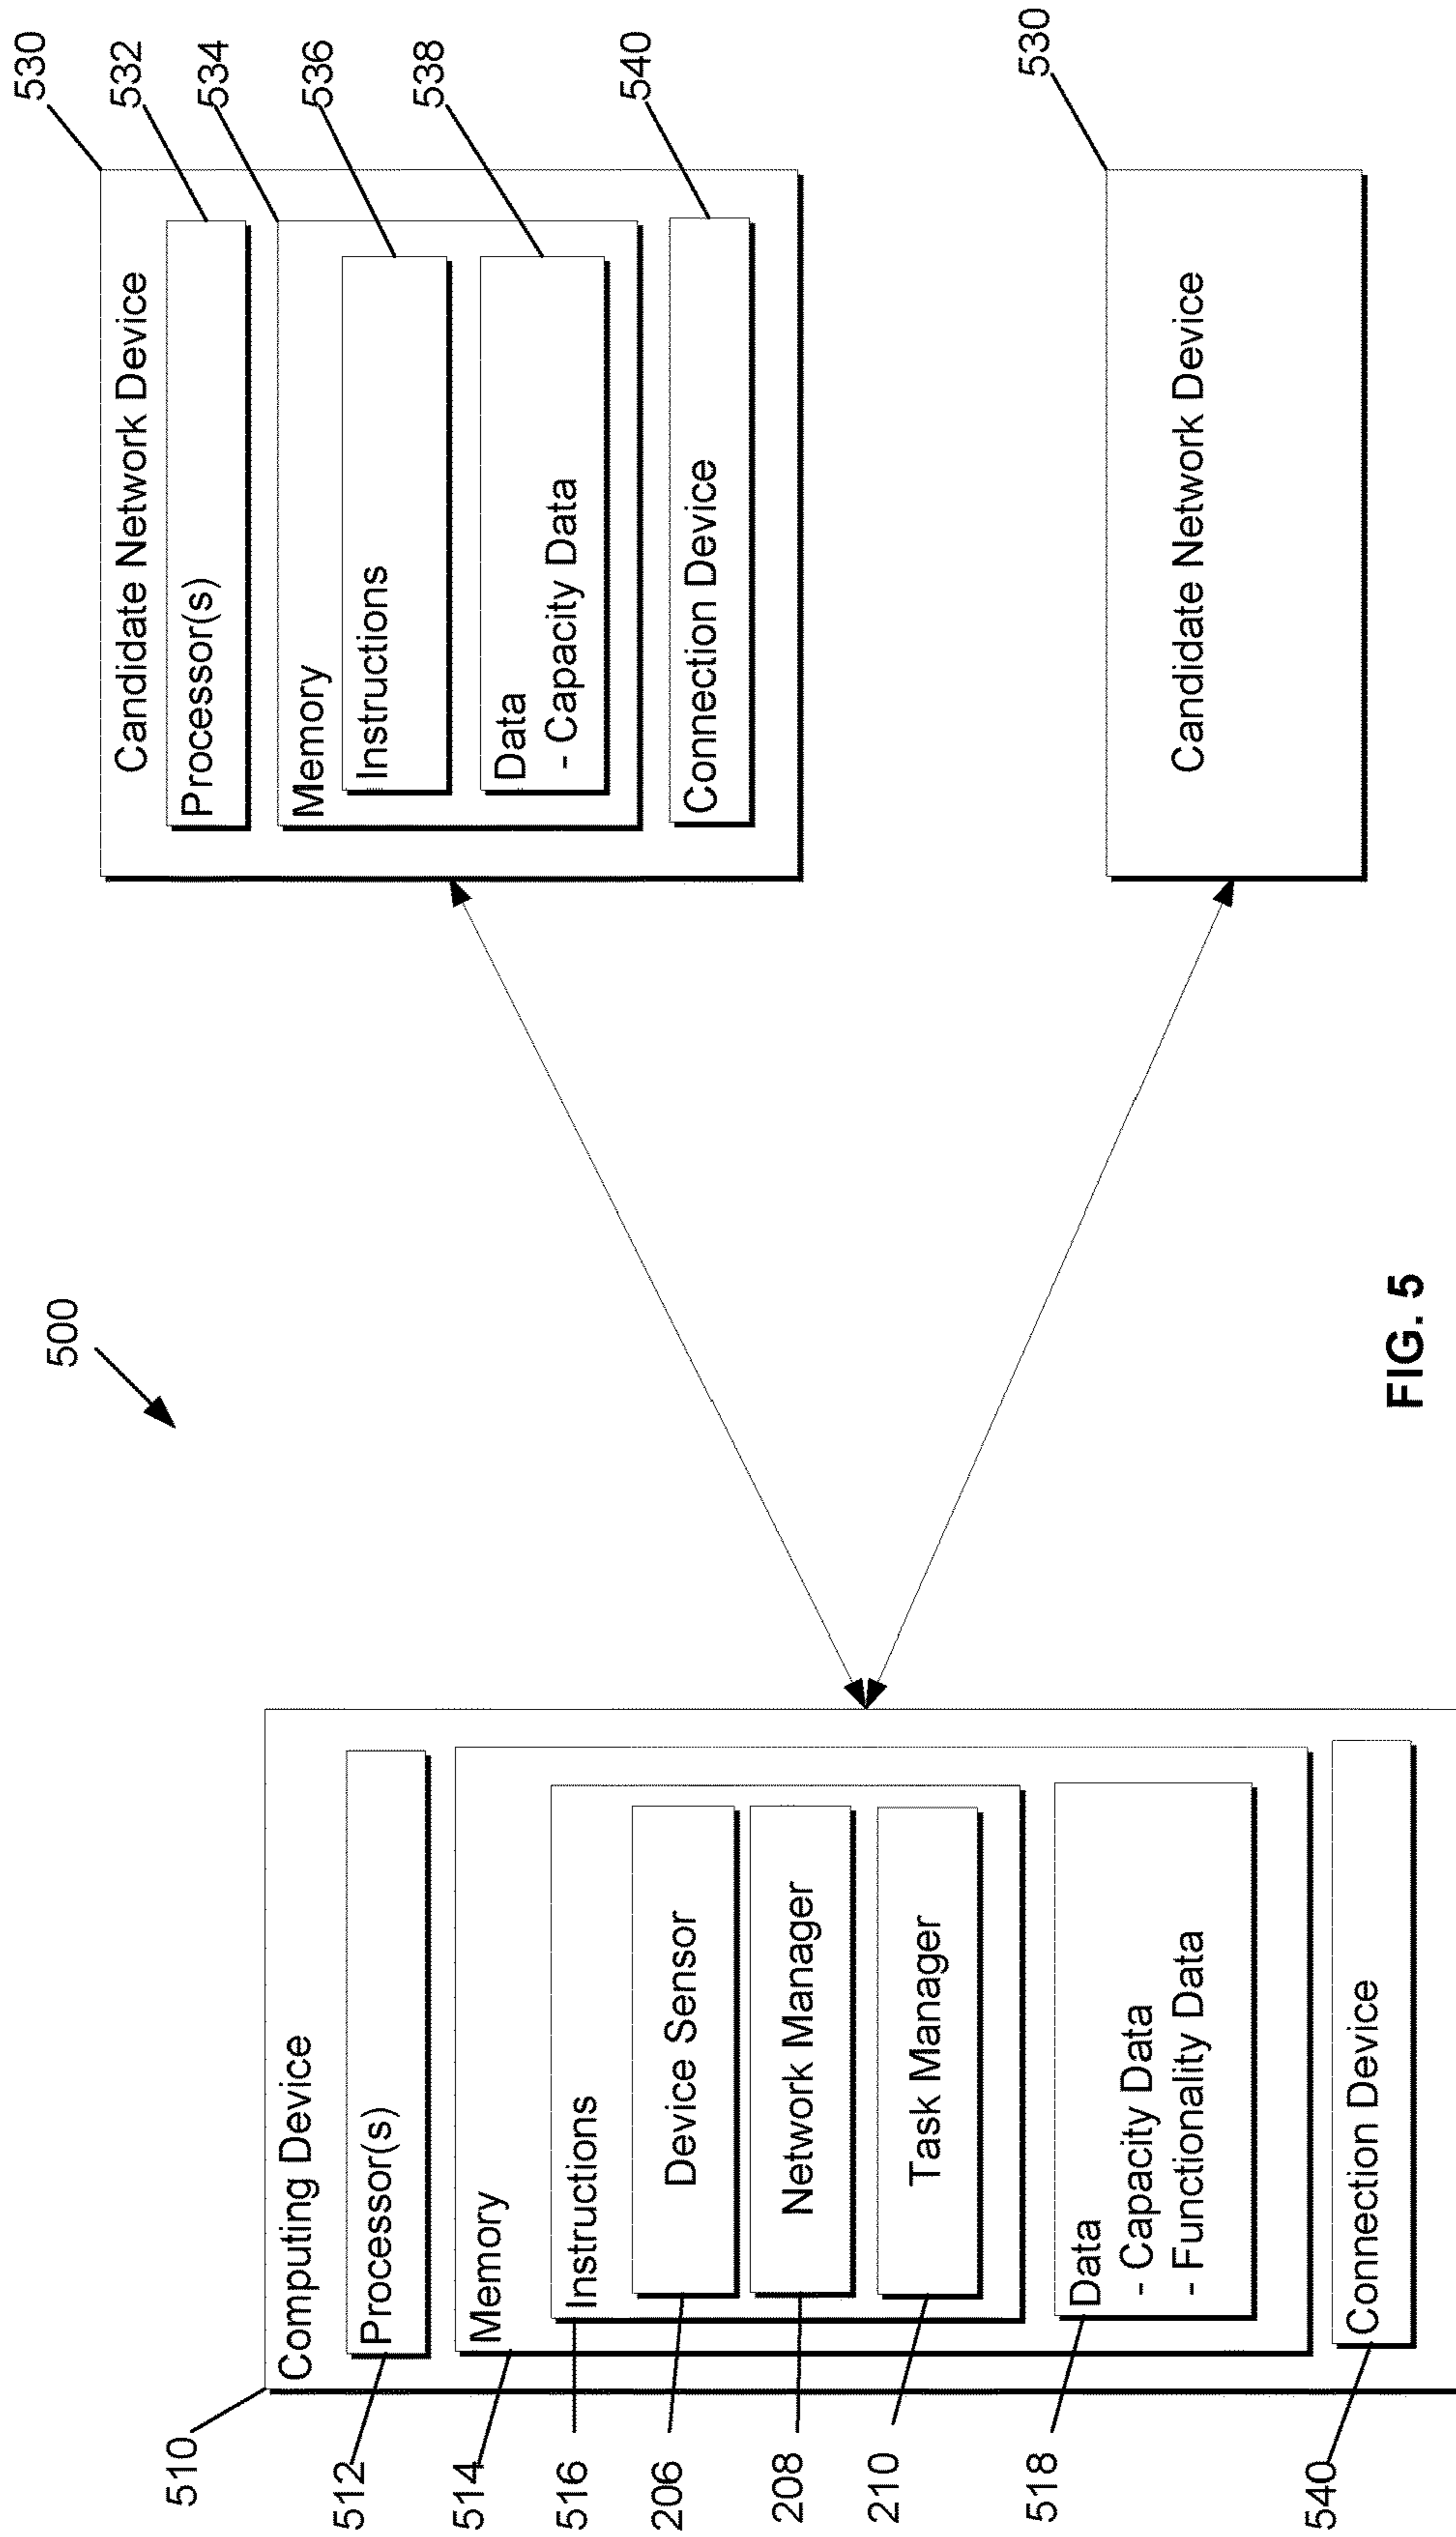 500
510
Computing Device
512
Processor(s)
514
Memory
516
Instructions
206
Device Sensor
208
Network Manager
210
Task Manager
518
Data
- Capacity Data
- Functionality Data
540
Connection Device
530
Candidate Network Device
532
Processor(s)
534
Memory
536
Instructions
538
Data
- Capacity Data
540
Connection Device
530
Candidate Network Device
FIG. 5